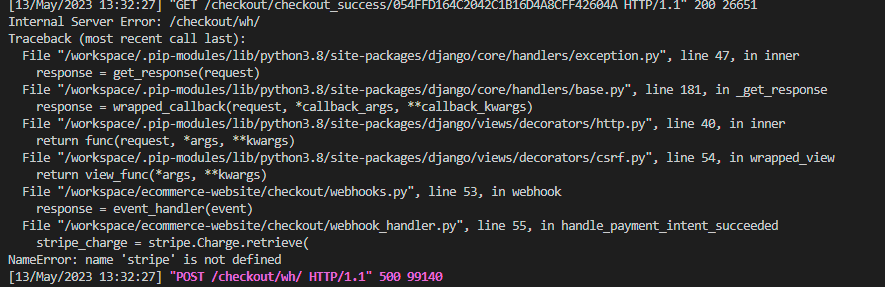 [13/May/2023 13:32:27] "GET /checkout/checkout_success/054FFD164C2042C1B16D4A8CFF42604A HTTP/1.1" 200 26651
Internal Server Error: /checkout/wh/
Traceback (most recent call last):
  File "/workspace/.pip-modules/lib/python3.8/site-packages/django/core/handlers/exception.py", line 47, in inner
    response = get_response(request)
  File "/workspace/.pip-modules/lib/python3.8/site-packages/django/core/handlers/base.py", line 181, in _get_response
    response = wrapped_callback(request, *callback_args, **callback_kwargs)
  File "/workspace/.pip-modules/lib/python3.8/site-packages/django/views/decorators/http.py", line 40, in inner
    return func(request, *args, **kwargs)
  File "/workspace/.pip-modules/lib/python3.8/site-packages/django/views/decorators/csrf.py", line 54, in wrapped_view
    return view_func(*args, **kwargs)
  File "/workspace/ecommerce-website/checkout/webhooks.py", line 53, in webhook
    response = event_handler(event)
  File "/workspace/ecommerce-website/checkout/webhook_handler.py", line 55, in handle_payment_intent_succeeded
    stripe_charge = stripe.Charge.retrieve(
NameError: name 'stripe' is not defined
[13/May/2023 13:32:27] "POST /checkout/wh/ HTTP/1.1" 500 99140